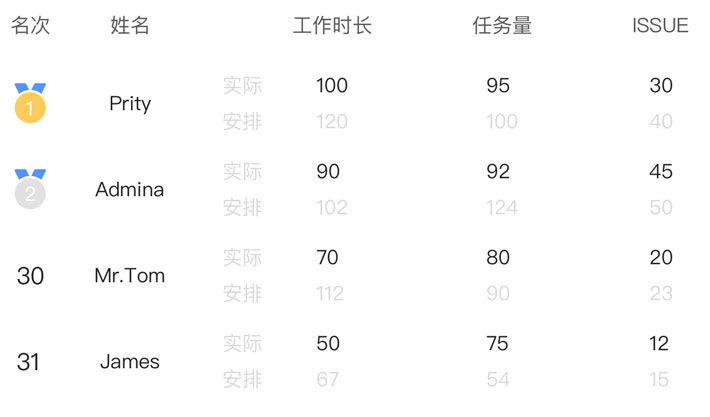 名次 姓名 工作时长 任务量 ISSUE
实际 100 95 30
1 Prity
安排 120 100 40
实际 90 92 45
2 Admina
安排 102 124 50
实际 70 80 20
30 Mr.Tom
安排 112 90 23
实际 50 75 12
31 James
安排 67 54 15